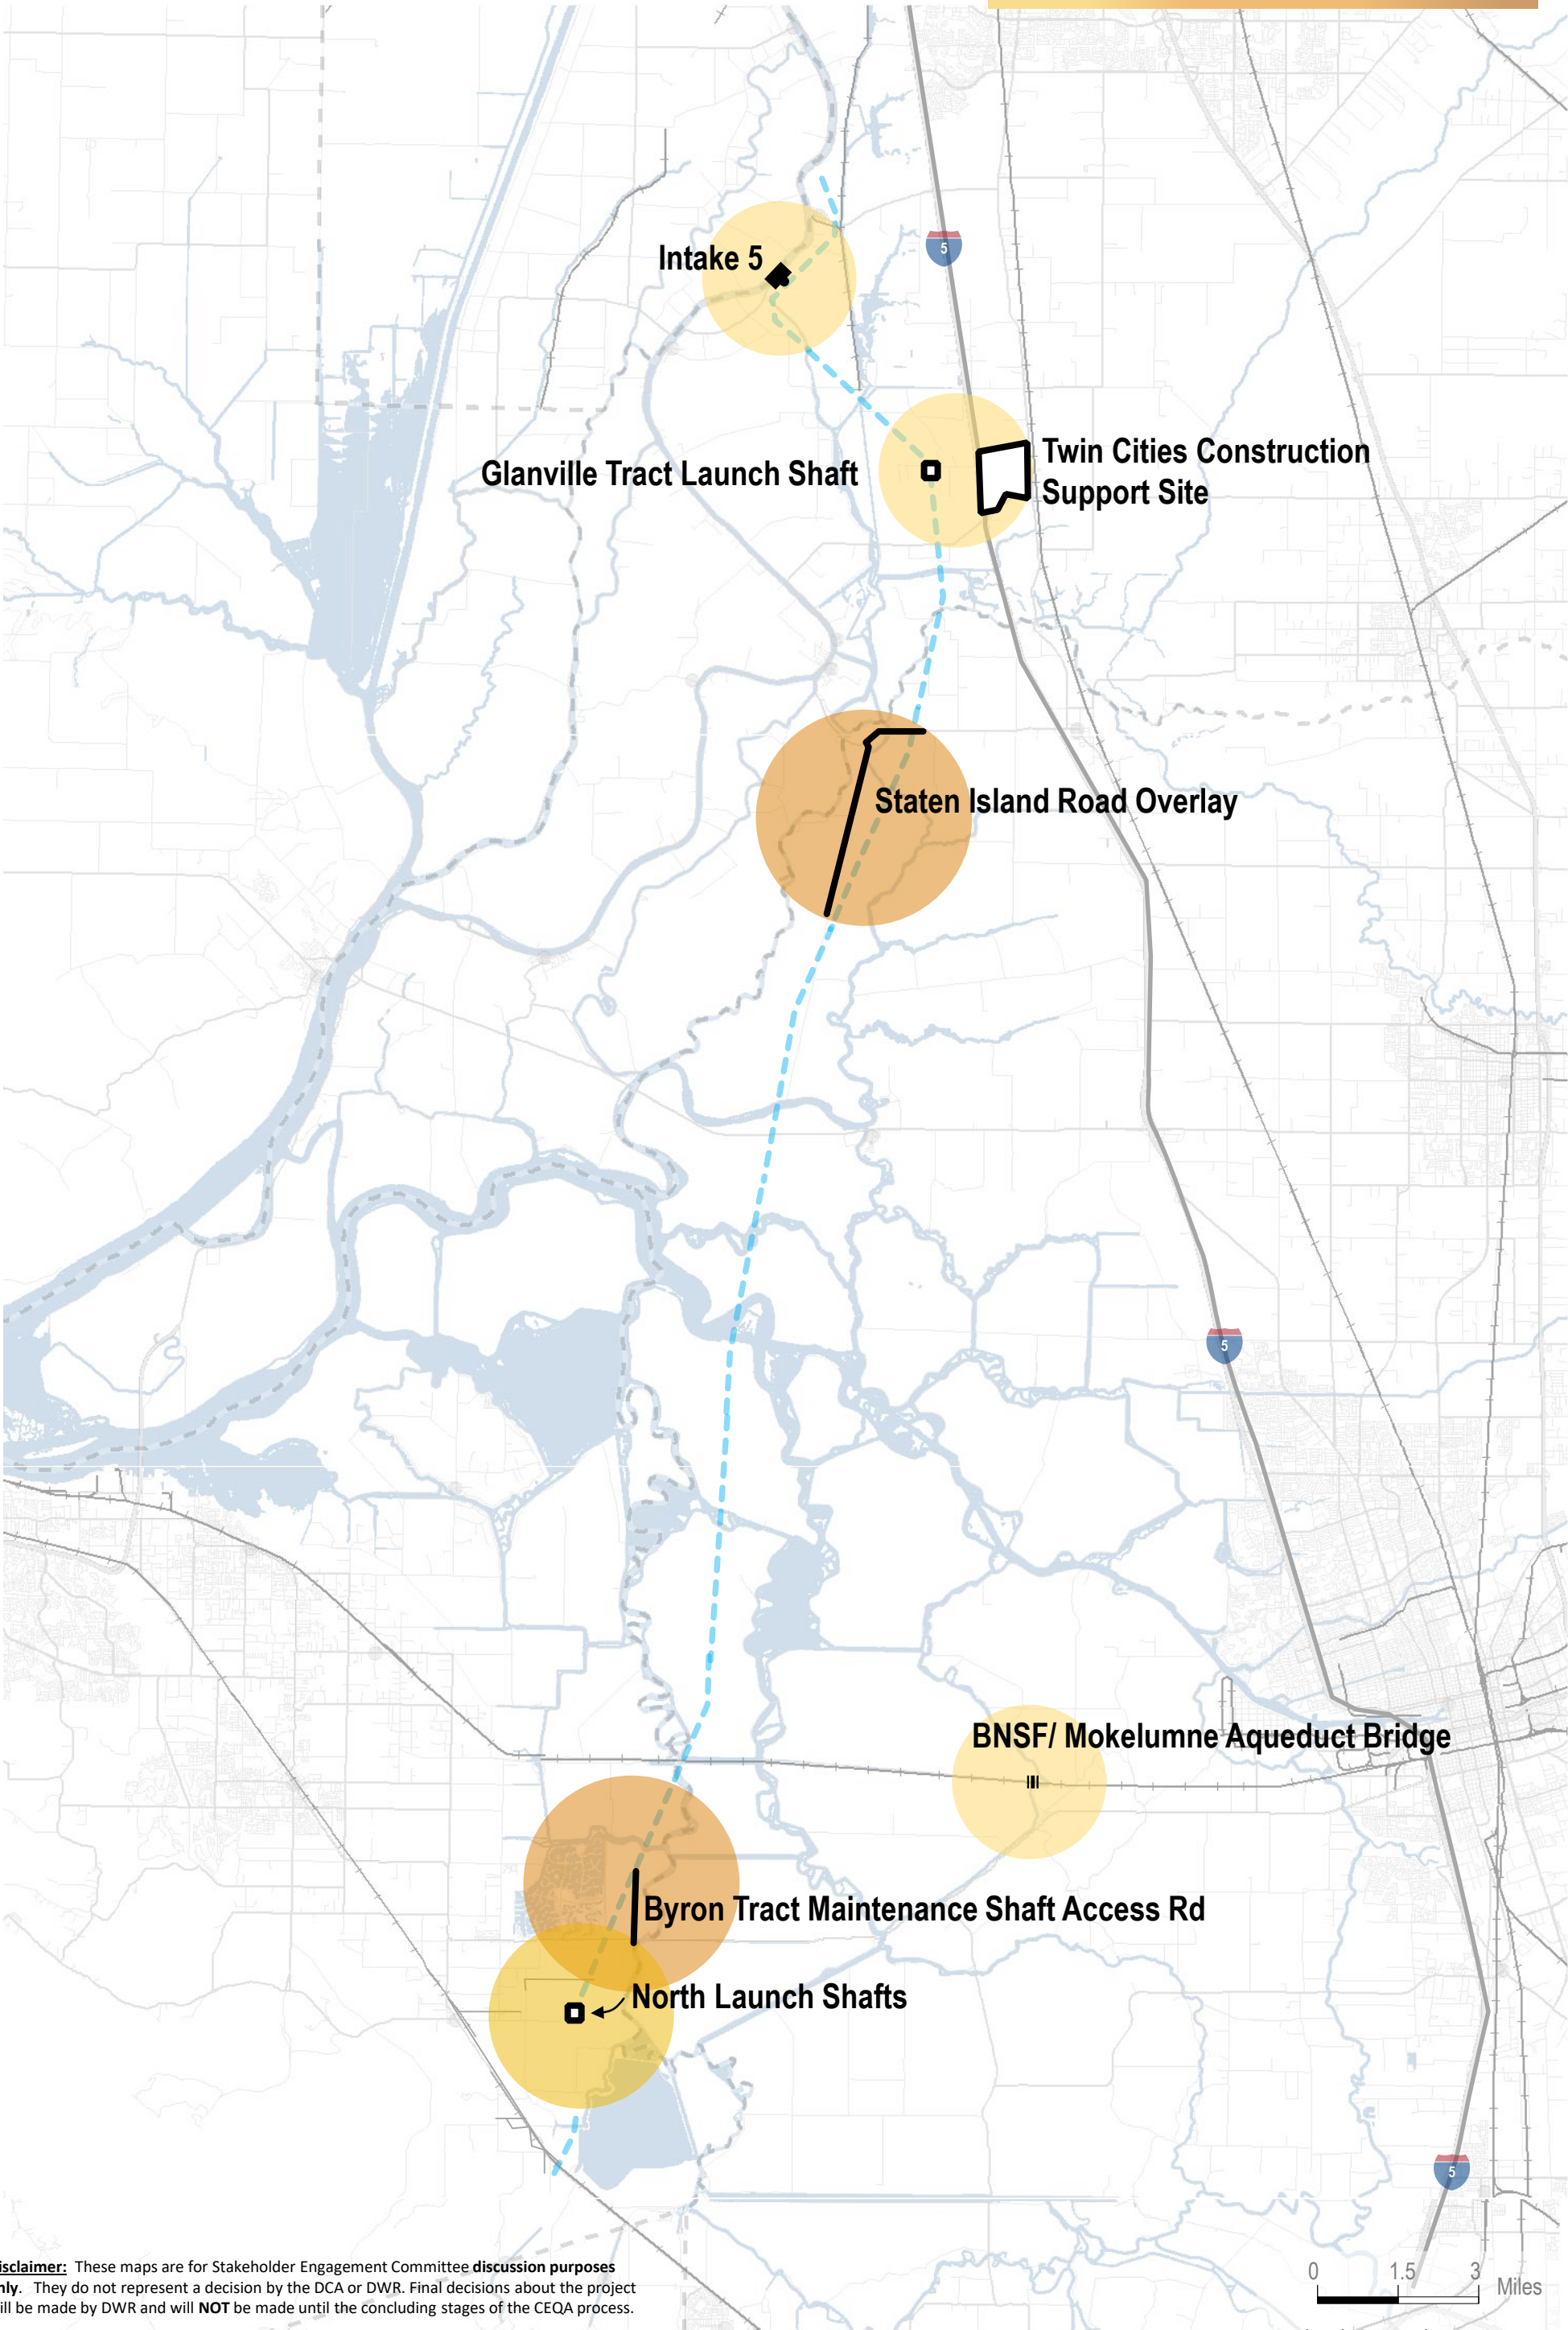 5
Intake 5
Twin Cities Construction
Support Site
Glanville Tract Launch Shaft
Staten Island Road Overlay
5
BNSF/ Mokelumne Aqueduct Bridge
Byron Tract Maintenance Shaft Access Rd
North Launch Shafts
5
isclaimer: These maps are for Stakeholder Engagement Committee discussion purposes
nly. They do not represent a decision by the DCA or DWR. Final decisions about the project
ill be made by DWR and will NOT be made until the concluding stages of the CEQA process.
0 1.5 3
Miles